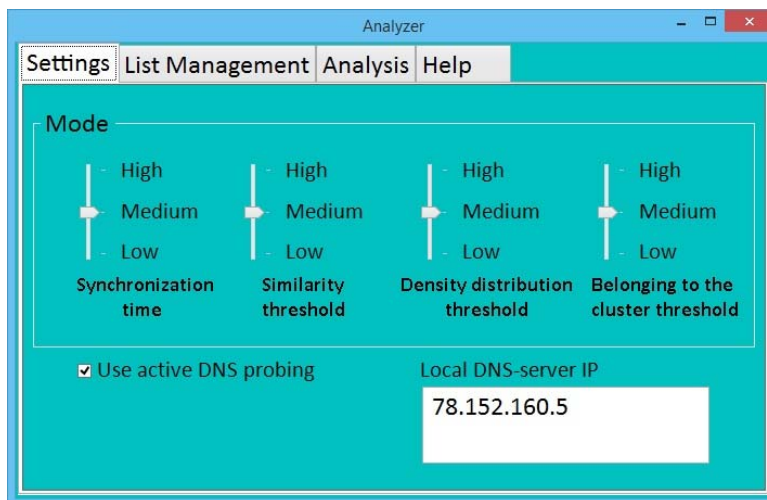 Analyzer
Settings List Management Analysis Help
Mode
High High High High
Medium Medium Medium Medium
Low Low Low Low
Synchronization Similarity Density distribution Belonging to the
time threshold threshold cluster threshold
Use active DNS probing Local DNS-server IP
78.152.160.5